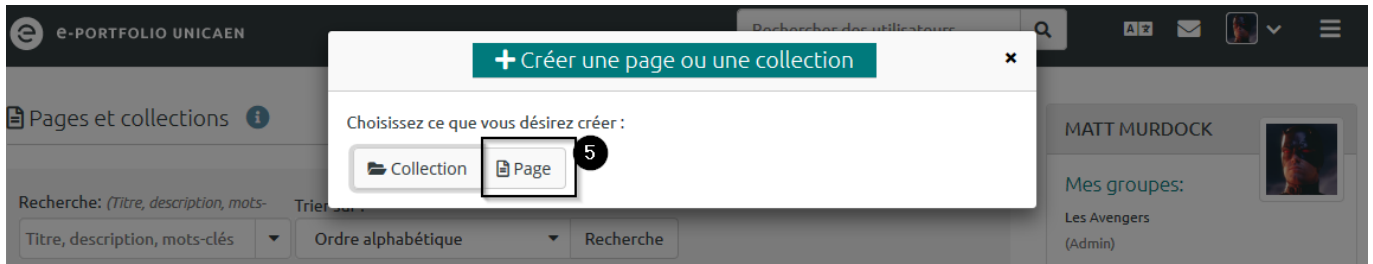 e-PORTFOLIO UNICAEN
Rechercher des utilisateurs
Créer une page ou une collection
×
Pages et collections
Choisissez ce que vous désirez créer :
Collection
Page
5
MATT MURDOCK
Mes groupes:
Les Avengers
(Admin)
Recherche: (Titre, description, mots-
Trier sur :
Titre, description, mots-clés
Ordre alphabétique
Recherche